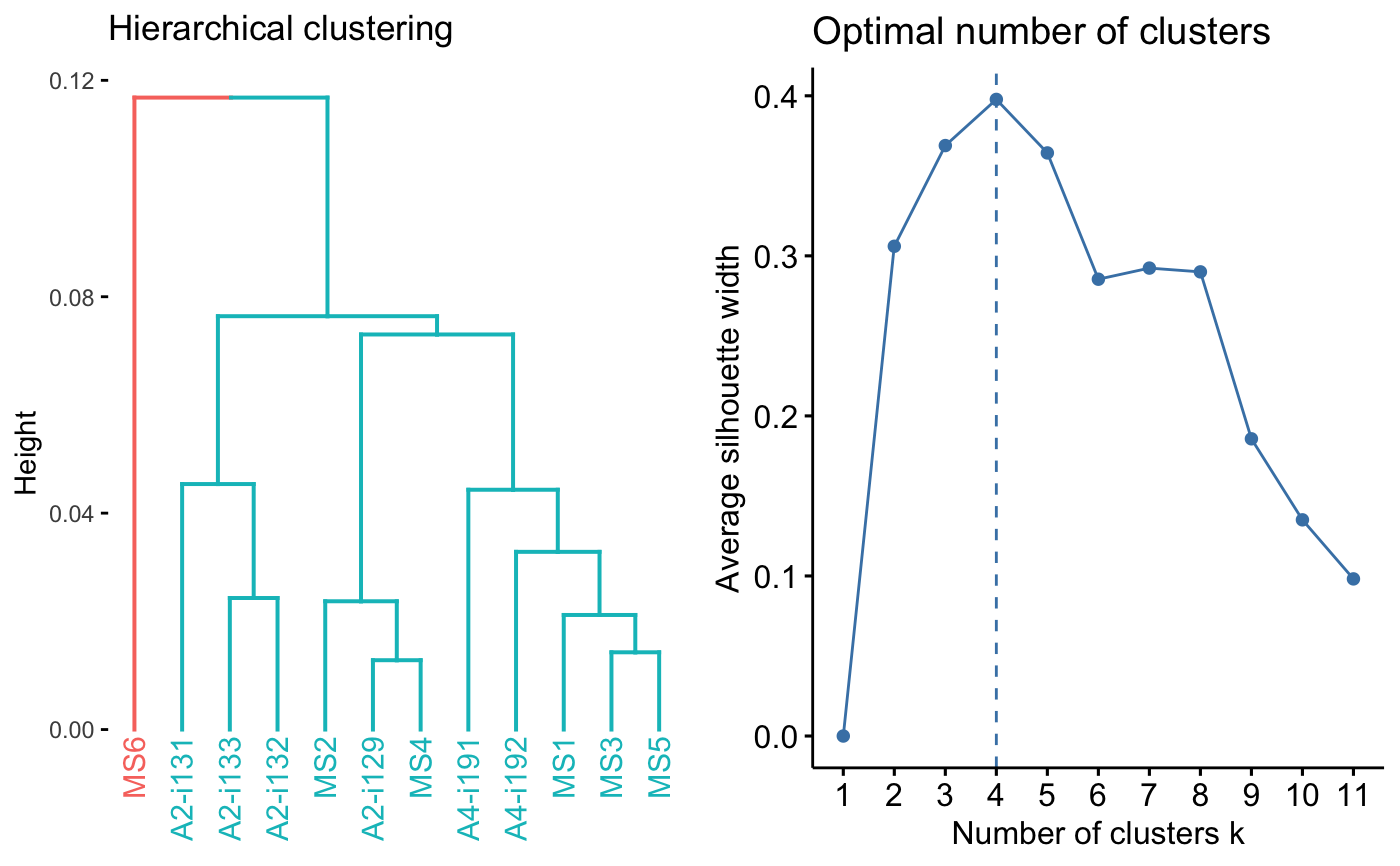 Hierarchical clustering
0.12
0.08
0.04
0.00
Height
MS6
A2-i131
A2-i133
A2-i132
MS2
A2-i129
MS4
A4-i191
A4-i192
MS1
MS3
MS5
Optimal number of clusters
0.4
0.3
0.2
0.1
0.0
Average silhouette width
1 2 3 4 5 6 7 8 9 10 11
Number of clusters k